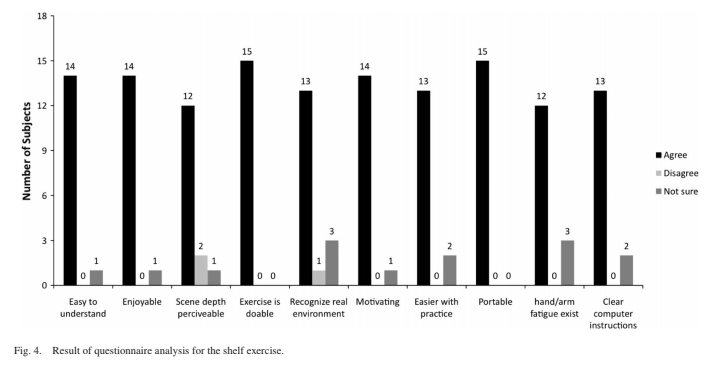 18
15
12
9
6
3
0
Number of Subjects
14 0 1
14 0 1
12 2 1
15 0 0
13 1 3
14 0 1
13 0 2
15 0 0
12 0 3
13 0 2
Easy to
understand
Enjoyable
Scene depth
perceiveable
Exercise is
doable
Recognize real
environment
Motivating
Easier with
practice
Portable
hand/arm
fatigue exist
Clear
computer
instructions
Agree
Disagree
Not sure
Fig. 4. Result of questionnaire analysis for the shelf exercise.